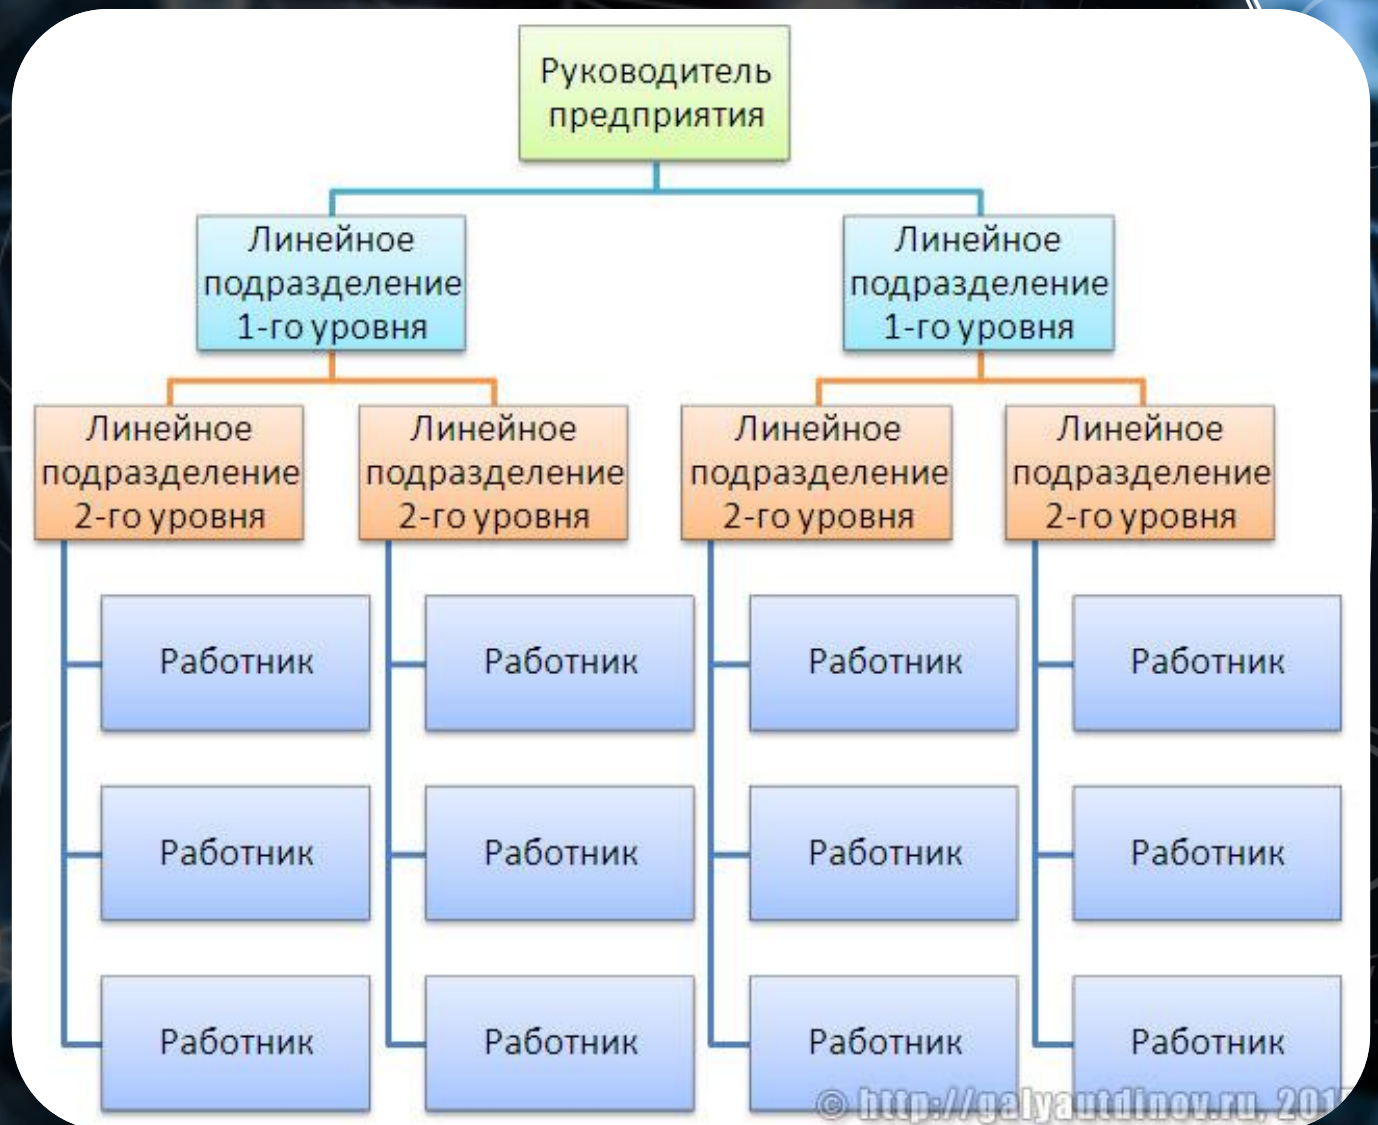 Руководитель
предприятия
Линейное
подразделение
1-го уровня
Линейное
подразделение
1-го уровня
Линейное
подразделение
2-го уровня
Линейное
подразделение
2-го уровня
Линейное
подразделение
2-го уровня
Линейное
подразделение
2-го уровня
Работник
Работник
Работник
Работник
Работник
Работник
Работник
Работник
Работник
Работник
Работник
Работник
© http://galyautdinov.ru,